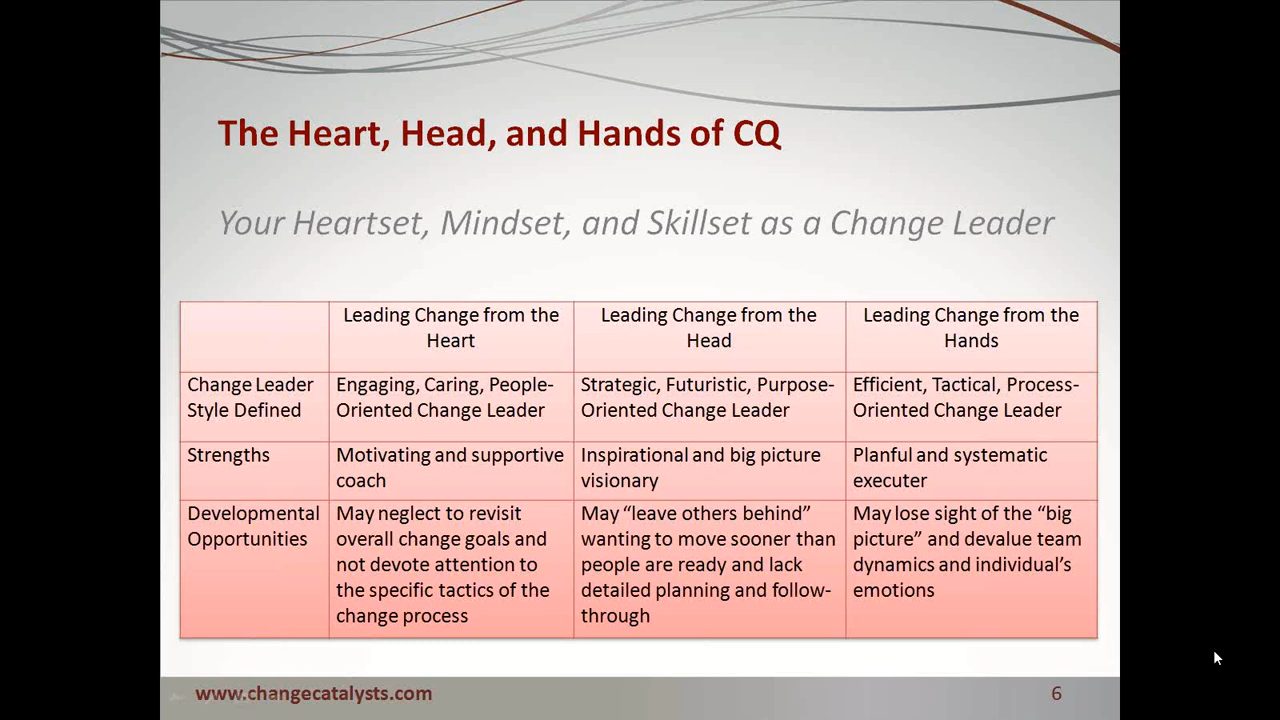 The Heart, Head, and Hands of CQ
Your Heartset, Mindset, and Skillset as a Change Leader
Leading Change from the
Heart
Leading Change from the
Head
Leading Change from the
Hands
Change Leader
Style Defined
Engaging, Caring, People-
Oriented Change Leader
Strategic, Futuristic, Purpose-
Oriented Change Leader
Efficient, Tactical, Process-
Oriented Change Leader
Strengths
Motivating and supportive
coach
Inspirational and big picture
visionary
Planful and systematic
executer
Developmental
Opportunities
May neglect to revisit
overall change goals and
not devote attention to
the specific tactics of the
change process
May “leave others behind”
wanting to move sooner than
people are ready and lack
detailed planning and follow-
through
May lose sight of the “big
picture” and devalue team
dynamics and individual’s
emotions
www.changecatalysts.com
6